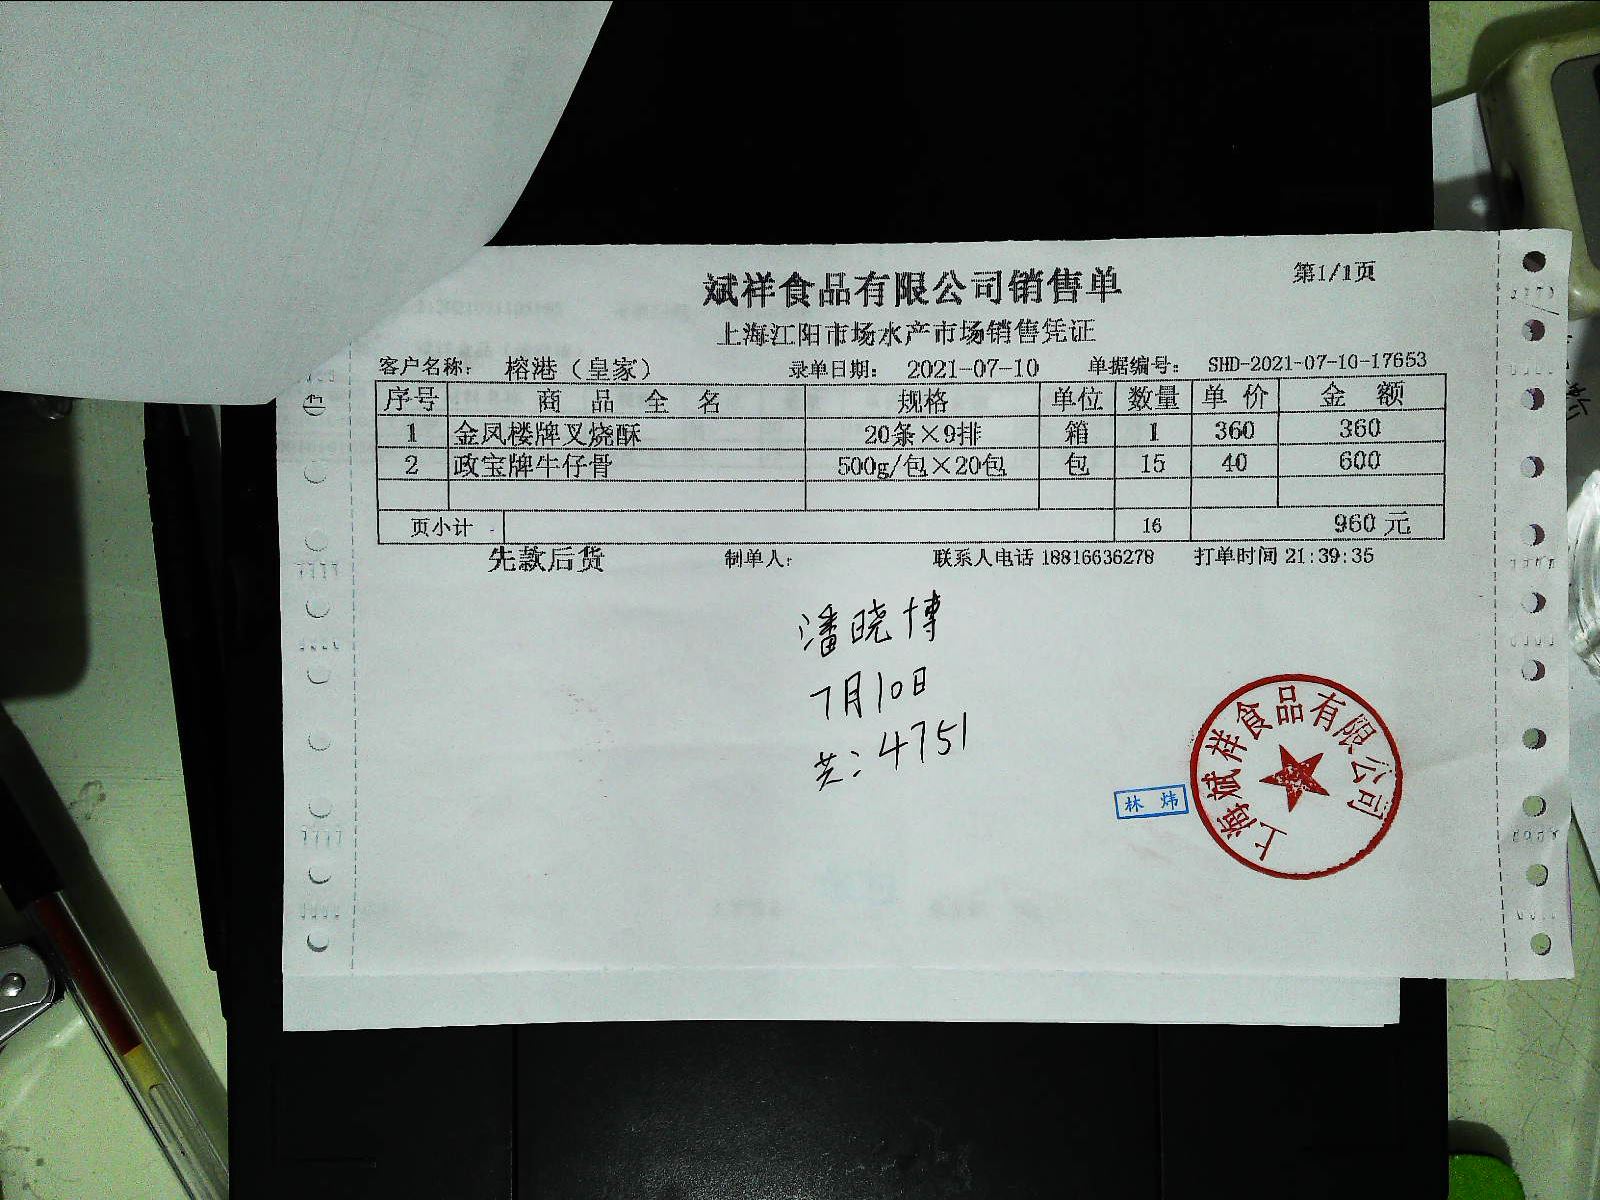 斌祥食品有限公司销售单
第1/1页
上海江阳市场水产市场销售凭证
客户名称: 榕港（皇家） 录单日期: 2021-07-10 单据编号: SHD-2021-07-10-17653
序号 商品全名 规格 单位 数量 单价 金额
1 金凤楼牌叉烧酥 20条×9排 箱 1 360 360
2 政宝牌牛仔骨 500g/包×20包 包 15 40 600
页小计 16 960 元
先款后货 制单人: 联系人电话 18816636278 打单时间 21:39:35
潘晓博
7月10日
: 4751
上海斌祥食品有限公司
林炜